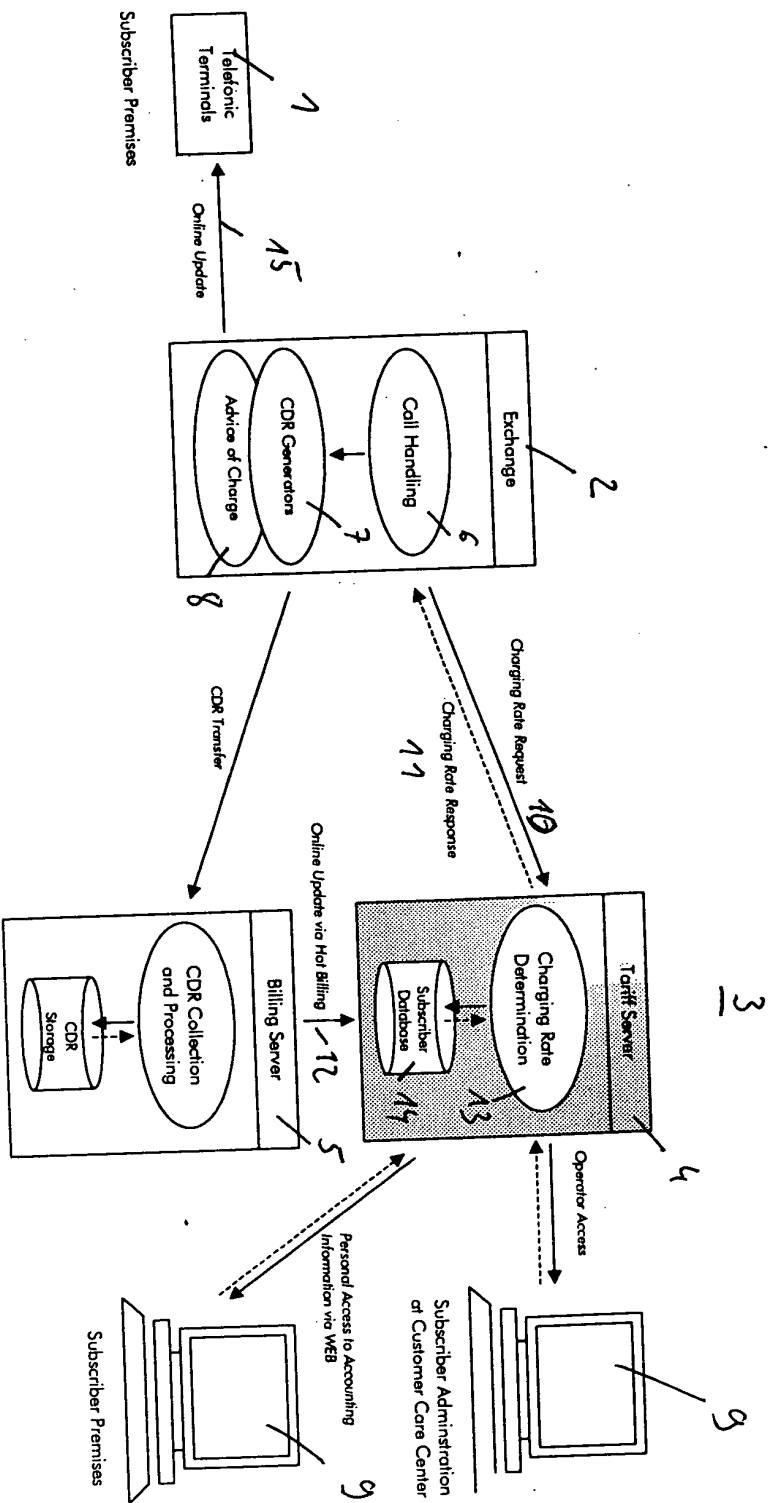 3
Subscriber Premises
Telefonic
Terminals
1
Online Update
15
Exchange
2
Call Handling
6
CDR Generators
7
Advice of Charge
8
Charging Rate Request
10
Charging Rate Response
11
CDR Transfer
Tariff Server
4
Charging Rate
Determination
13
Subscriber
Database
14
Online Update via Hot Billing
12
Billing Server
5
CDR Collection
and Processing
CDR
Storage
Operator Access
Subscriber Adminstration
at Customer Care Center
9
Personal Access to Accounting
Information via WEB
Subscriber Premises
9